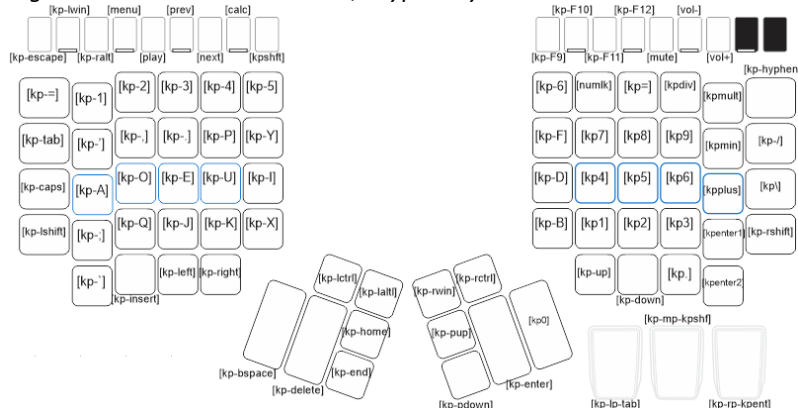 [kp-lwin] [menu] [prev] [calc] [kp-F10] [kp-F12] [vol-]
[kp-escape] [kp-ralt] [play] [next] [kpshft] [kp-F9] [kp-F11] [mute] [vol+]
[kp-hyphen
[kp-=] [kp-1] [kp-2] [kp-3] [kp-4] [kp-5] [kp-6] [numlk] [kp=] [kpdiv] [kpmult]
[kp-tab] [kp-'] [kp-,] [kp-.] [kp-P] [kp-Y] [kp-F] [kp7] [kp8] [kp9] [kpmin] [kp-/]
[kp-caps] [kp-A] [kp-O] [kp-E] [kp-U] [kp-I] [kp-D] [kp4] [kp5] [kp6] [kpplus] [kp\]
[kp-lshift] [kp-;] [kp-Q] [kp-J] [kp-K] [kp-X] [kp-B] [kp1] [kp2] [kp3] [kpenter1] [kp-rshift]
[kp-`] [kp-insert] [kp-left] [kp-right] [kp-up] [kp-down] [kp.] [kpenter2]
[kp-lctrl] [kp-laltl] [kp-rwin] [kp-rctrl]
[kp-home] [kp-pup] [kp0] [kp-mp-kpshf]
[kp-bspace] [kp-delete] [kp-end] [kp-pdown] [kp-enter] [kp-lp-tab] [kp-rp-kpent]